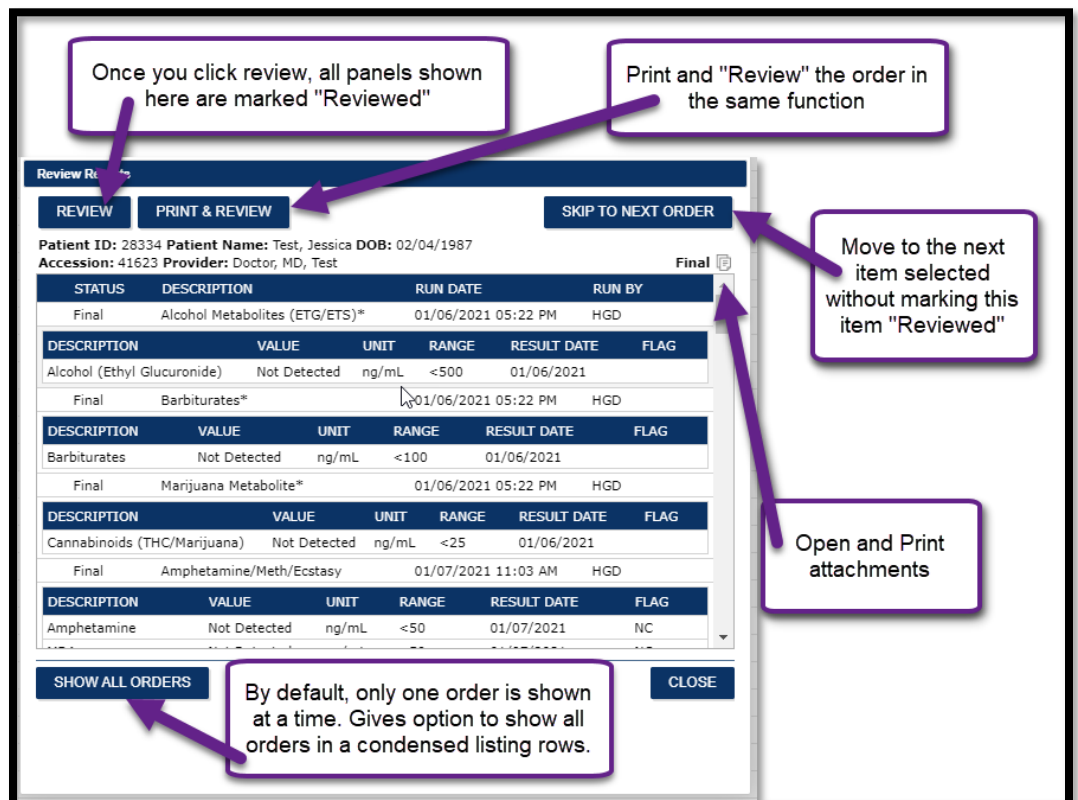 Once you click review, all panels shown
here are marked "Reviewed"
Print and "Review" the order in
the same function
Review
REVIEW PRINT & REVIEW SKIP TO NEXT ORDER
Patient ID: 28334 Patient Name: Test, Jessica DOB: 02/04/1987
Accession: 41623 Provider: Doctor, MD, Test Final
Move to the next
item selected
without marking this
item "Reviewed"
STATUS DESCRIPTION RUN DATE RUN BY
Final Alcohol Metabolites (ETG/ETS)* 01/06/2021 05:22 PM HGD
DESCRIPTION VALUE UNIT RANGE RESULT DATE FLAG
Alcohol (Ethyl Glucuronide) Not Detected ng/mL <500 01/06/2021
Final Barbiturates* 01/06/2021 05:22 PM HGD
DESCRIPTION VALUE UNIT RANGE RESULT DATE FLAG
Barbiturates Not Detected ng/mL <100 01/06/2021
Final Marijuana Metabolite* 01/06/2021 05:22 PM HGD
DESCRIPTION VALUE UNIT RANGE RESULT DATE FLAG
Cannabinoids (THC/Marijuana) Not Detected ng/mL <25 01/06/2021
Final Amphetamine/Meth/Ecstasy 01/07/2021 11:03 AM HGD
DESCRIPTION VALUE UNIT RANGE RESULT DATE FLAG
Amphetamine Not Detected ng/mL <50 01/07/2021 NC
Open and Print
attachments
SHOW ALL ORDERS CLOSE
By default, only one order is shown
at a time. Gives option to show all
orders in a condensed listing rows.